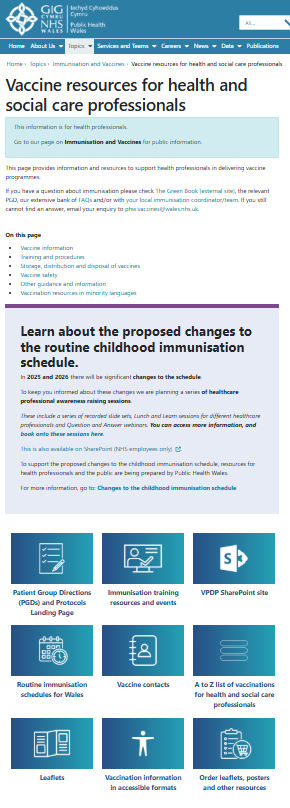 GIG
CYMRU
NHS
WALES
Iechyd Cyhoeddus
Cymru
Public Health
Wales
All...
Home About Us Topics Services and Teams Careers News Data Publications
Home › Topics › Immunisation and Vaccines › Vaccine resources for health and social care professionals
Vaccine resources for health and
social care professionals
This information is for health professionals.
Go to our page on Immunisation and Vaccines for public information.
This page provides information and resources to support health professionals in delivering vaccine
programmes.
If you have a question about immunisation please check The Green Book (external site), the relevant
PGD, our extensive bank of FAQs and/or with your local immunisation coordinator/team. If you still
cannot find an answer, email your enquiry to phw.vaccines@wales.nhs.uk.
On this page
Vaccine information
Training and procedures
Storage, distribution and disposal of vaccines
Vaccine safety
Other guidance and information
Vaccination resources in minority languages
Learn about the proposed changes to
the routine childhood immunisation
schedule.
In 2025 and 2026 there will be significant changes to the schedule.
To keep you informed about these changes we are planning a series of healthcare
professional awareness raising sessions.
These include a series of recorded slide sets, Lunch and Learn sessions for different healthcare
professionals and Question and Answer webinars. You can access more information, and
book onto these sessions here.
This is also available on SharePoint (NHS employees only)
To support the proposed changes to the childhood immunisation schedule, resources for
health professionals and the public are being prepared by Public Health Wales.
For more information, go to: Changes to the childhood immunisation schedule
Patient Group Directions
(PGDs) and Protocols
Landing Page
Immunisation training
resources and events
S
VPDP SharePoint site
Routine immunisation
schedules for Wales
Vaccine contacts
A to Z list of vaccinations
for health and social care
professionals
Leaflets
Vaccination information
in accessible formats
Order leaflets, posters
and other resources